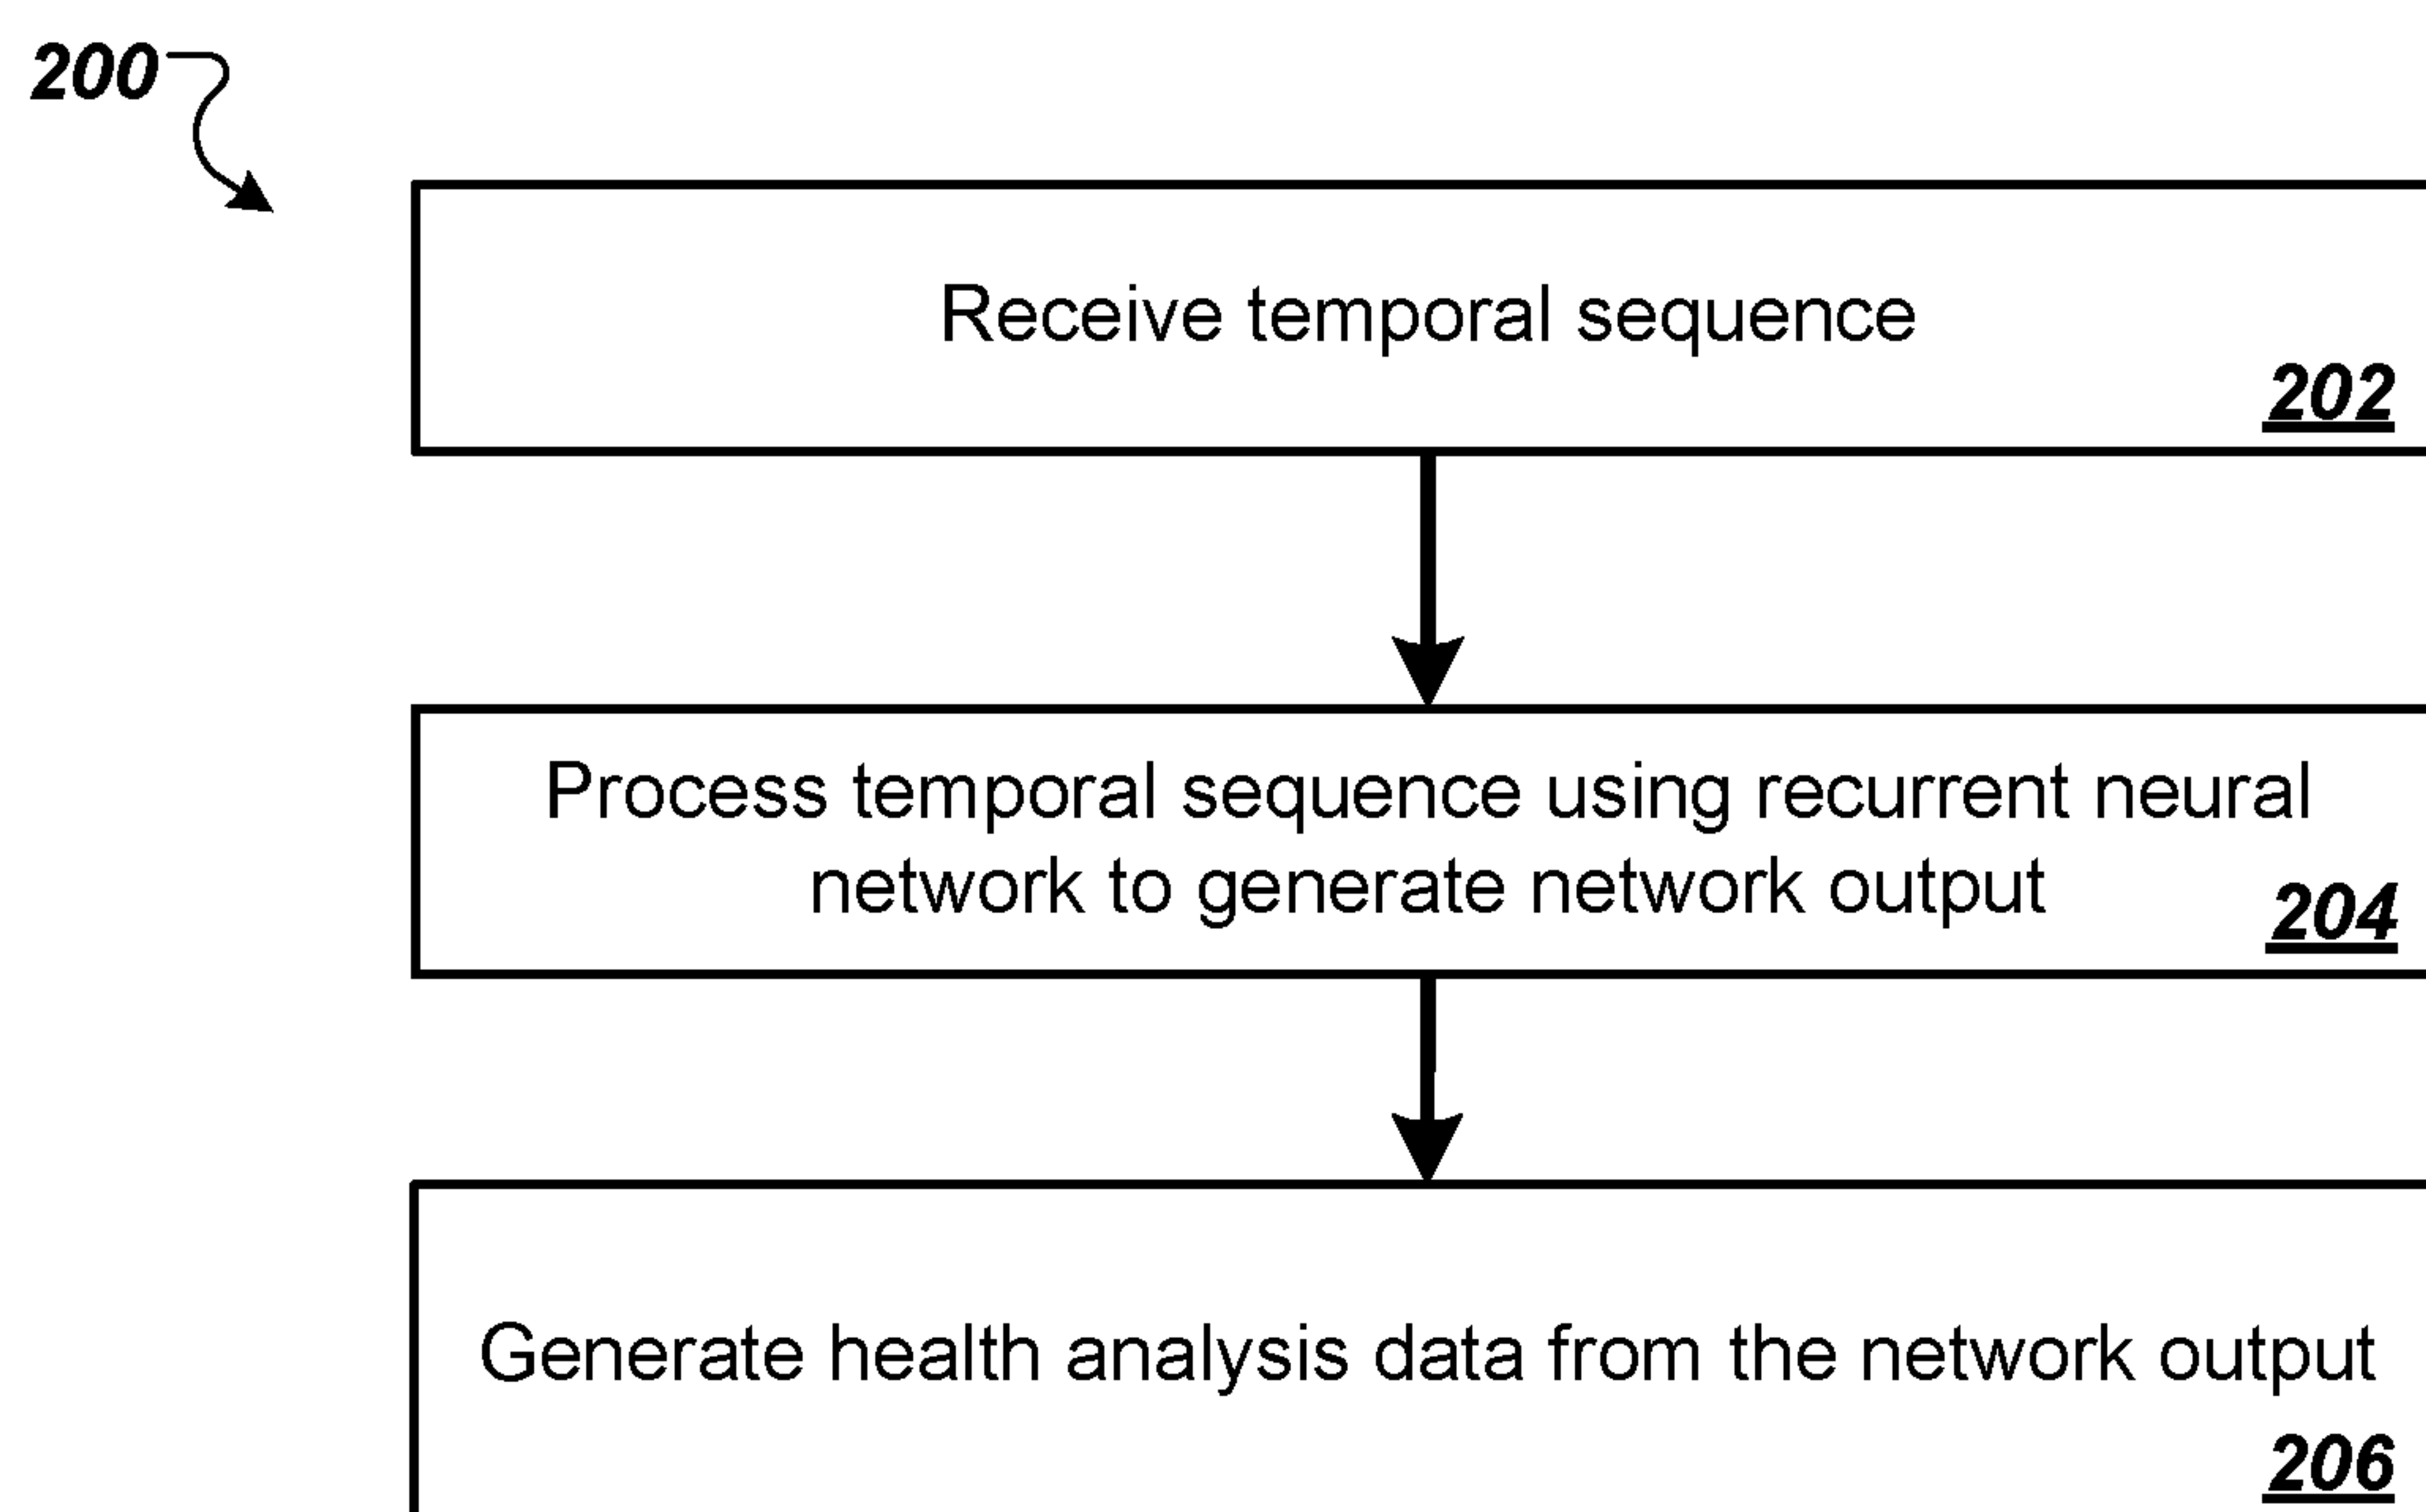 200
Receive temporal sequence
202
Process temporal sequence using recurrent neural
network to generate network output
204
Generate health analysis data from the network output
206